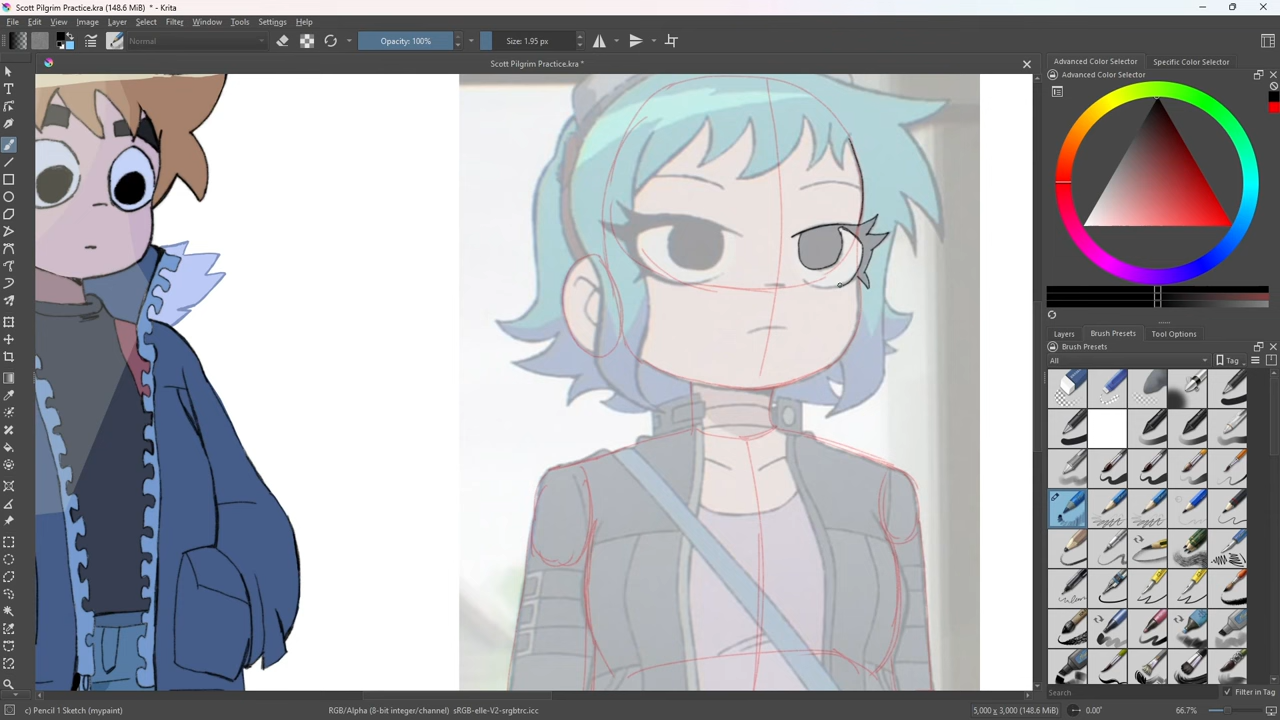 Scott Pilgrim Practice.kra (148.6 MiB) * - Krita
File Edit View Image Layer Select Filter Window Tools Settings Help
Normal
Opacity: 100%
Size: 1.95 px
Scott Pilgrim Practice.kra *
Advanced Color Selector
Specific Color Selector
Advanced Color Selector
Layers
Brush Presets
Tool Options
Brush Presets
All
Tag
Search
Filter in Tag
c) Pencil 1 Sketch (mypaint)
RGB/Alpha (8-bit integer/channel) sRGB-elle-V2-srgbtrc.icc
5,000 x 3,000 (148.6 MiB)
0.00°
66.7%